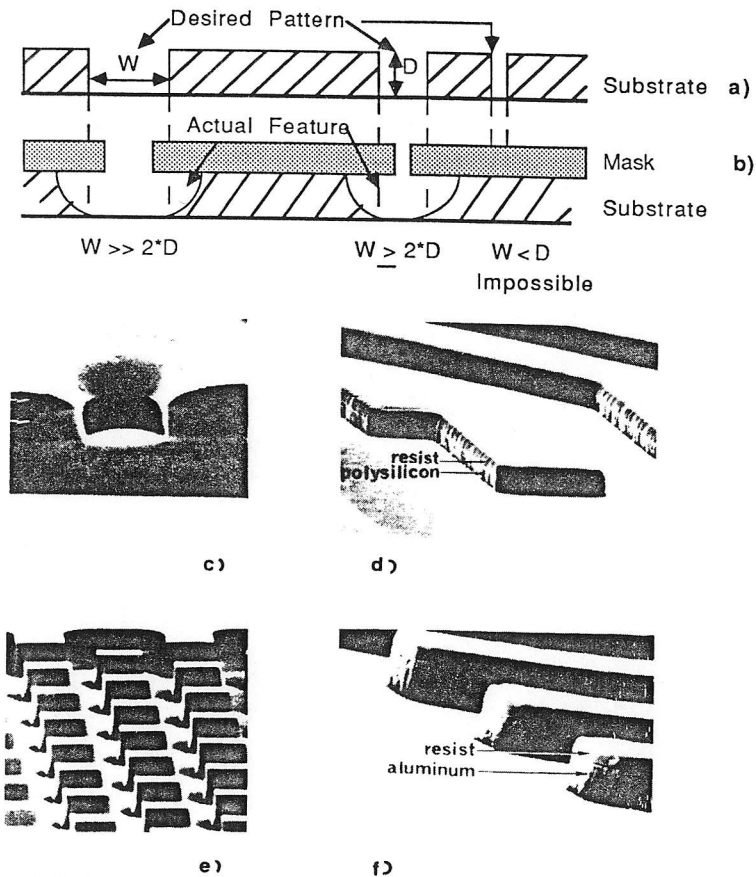 Desired Pattern
W
D
Substrate a)
Actual Feature
Mask b)
Substrate
W >> 2*D
W ≥ 2*D
W < D
Impossible
resist
polysilicon
c)
d)
resist
aluminum
e)
f)